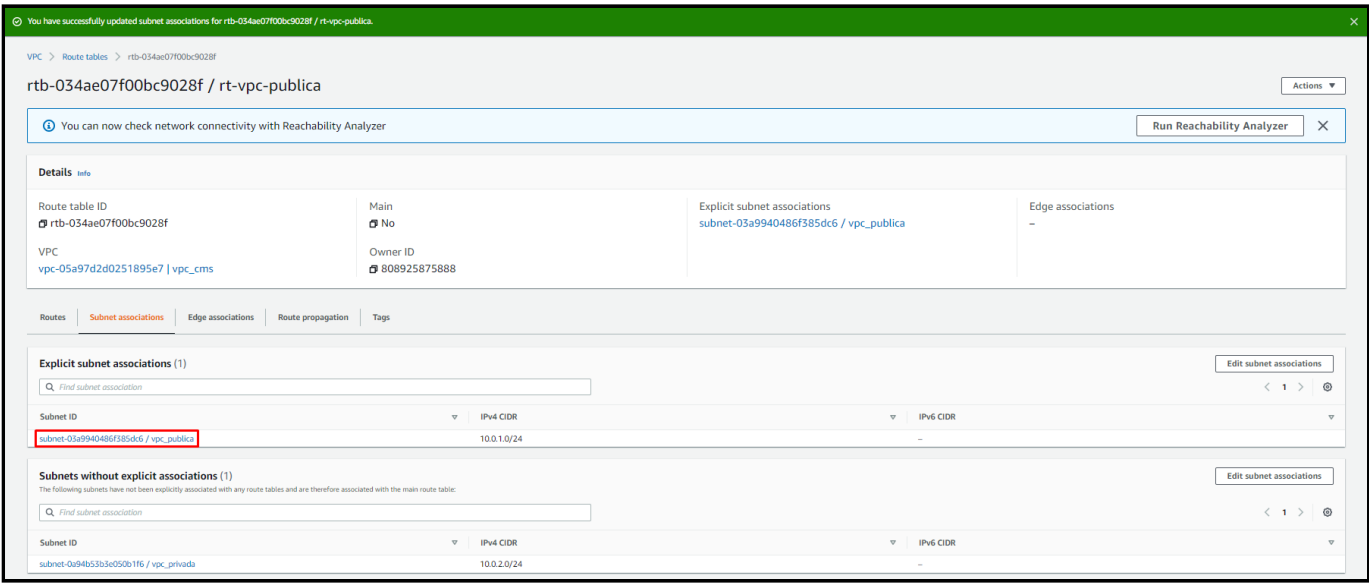 You have successfully updated subnet associations for rtb-034ae07f00bc9028f / rt-vpc-publica.
VPC > Route tables > rtb-034ae07f00bc9028f
rtb-034ae07f00bc9028f / rt-vpc-publica
Actions
You can now check network connectivity with Reachability Analyzer
Run Reachability Analyzer
Details Info
Route table ID
rtb-034ae07f00bc9028f
Main
No
Explicit subnet associations
subnet-03a9940486f385dc6 / vpc_publica
Edge associations
–
VPC
vpc-05a97d2d0251895e7 | vpc_cms
Owner ID
808925875888
Routes Subnet associations Edge associations Route propagation Tags
Explicit subnet associations (1)
Edit subnet associations
Find subnet association
< 1 >
Subnet ID IPv4 CIDR IPv6 CIDR
subnet-03a9940486f385dc6 / vpc_publica 10.0.1.0/24 –
Subnets without explicit associations (1)
Edit subnet associations
The following subnets have not been explicitly associated with any route tables and are therefore associated with the main route table:
Find subnet association
< 1 >
Subnet ID IPv4 CIDR IPv6 CIDR
subnet-0a94b53b3e050b1f6 / vpc_privada 10.0.2.0/24 –